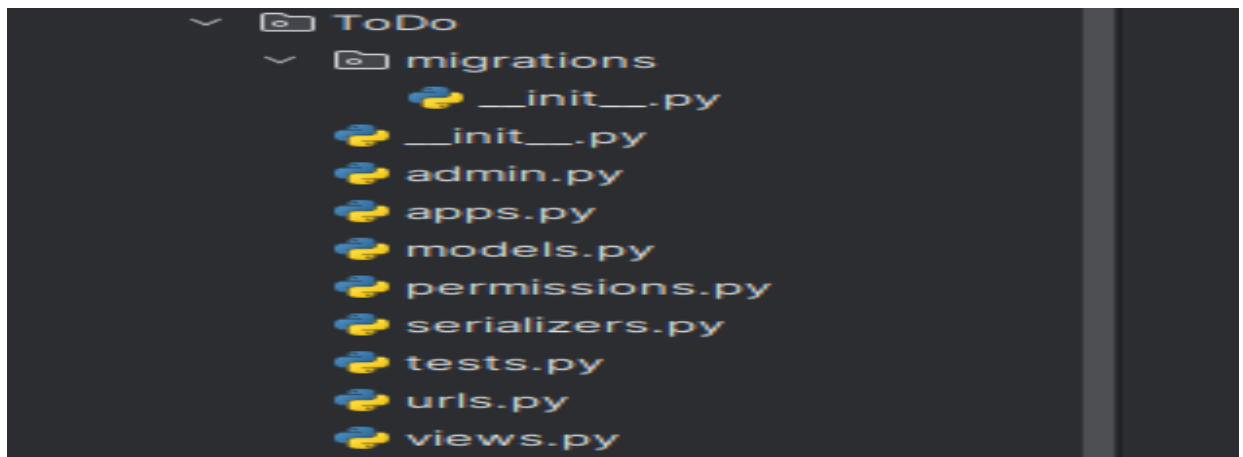 ToDo
migrations
__init__.py
__init__.py
admin.py
apps.py
models.py
permissions.py
serializers.py
tests.py
urls.py
views.py